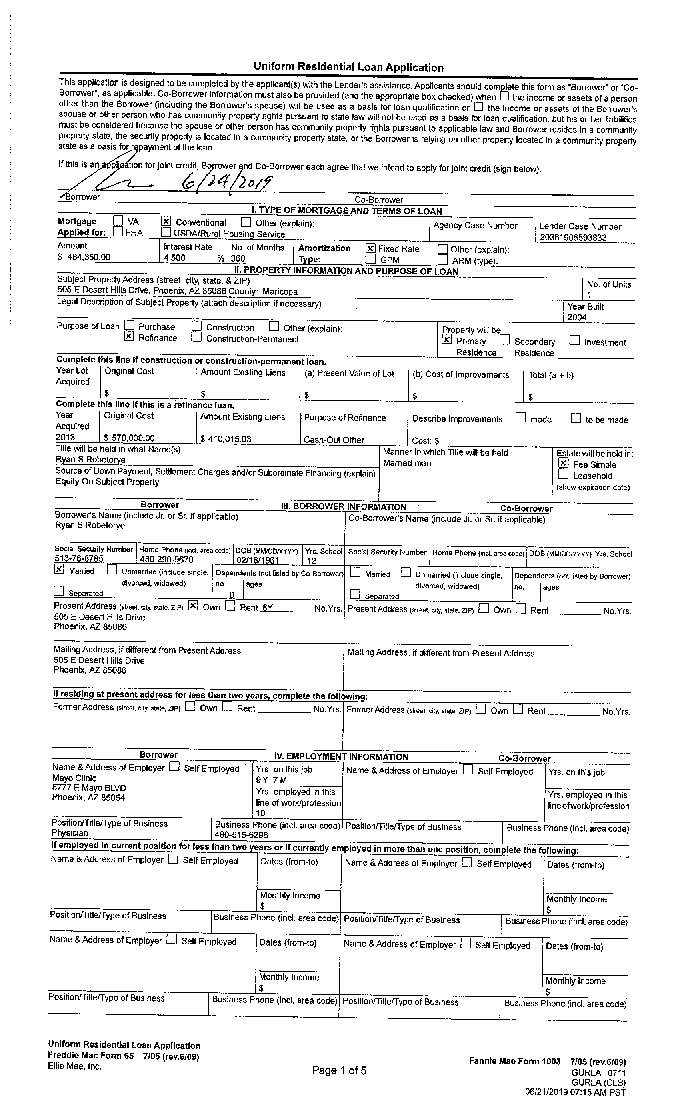 Uniform Residential Loan Application
This application is designed to be completed by the applicant(s) with the Lender's assistance. Applicants should complete this form as "Borrower" or "Co-
Borrower", as applicable. Co-Borrower information must also be provided (and the appropriate box checked) when the income or assets of a person
other than the Borrower (including the Borrower's spouse) will be used as a basis for loan qualification or the income or assets of the Borrower's
spouse or other person who has community property rights pursuant to state law will not be used as a basis for loan qualification, but his or her liabilities
must be considered because the spouse or other person has community property rights pursuant to applicable law and Borrower resides in a community
property state, the security property is located in a community property state, or the Borrower is relying on other property located in a community property
state as a basis for repayment of the loan.
If this is an application for joint credit, Borrower and Co-Borrower each agree that we intend to apply for joint credit (sign below).
6/24/2019
Borrower Co-Borrower
I. TYPE OF MORTGAGE AND TERMS OF LOAN
Mortgage VA Conventional Other (explain): Agency Case Number Lender Case Number
Applied for: FHA USDA/Rural Housing Service
Amount Interest Rate No. of Months Amortization Fixed Rate Other (explain):
$ 484,350.00 4.500 % 360 Type: GPM ARM (type):
II. PROPERTY INFORMATION AND PURPOSE OF LOAN
Subject Property Address (street, city, state, & ZIP) No. of Units
505 E Desert Hills Drive, Phoenix, AZ 85086 County: Maricopa 1
Legal Description of Subject Property (attach description if necessary) Year Built
2004
Purpose of Loan Purchase Construction Other (explain): Property will be:
Refinance Construction-Permanent Primary Residence Secondary Residence Investment
Complete this line if construction or construction-permanent loan.
Year Lot Acquired Original Cost Amount Existing Liens (a) Present Value of Lot (b) Cost of Improvements Total (a + b)
$ $ $ $ $
Complete this line if this is a refinance loan.
Year Acquired Original Cost Amount Existing Liens Purpose of Refinance Describe Improvements made to be made
2013 $ 570,000.00 Cash-Out Other Cost: $
Title will be held in what Name(s) Manner in which Title will be held Estate will be held in:
Ryan S Robetorye Married man Fee Simple
Source of Down Payment, Settlement Charges and/or Subordinate Financing (explain) Leasehold
Equity On Subject Property (show expiration date)
Borrower III. BORROWER INFORMATION Co-Borrower
Borrower's Name (include Jr. or Sr. if applicable) Co-Borrower's Name (include Jr. or Sr. if applicable)
Ryan S Robetorye
Social Security Number Home Phone (incl. area code) DOB (MM/DD/YYYY) Yrs. School Social Security Number Home Phone (incl. area code) DOB (MM/DD/YYYY) Yrs. School
12
Married Unmarried (include single, Dependents (not listed by Co-Borrower) Married Unmarried (include single, Dependents (not listed by Borrower)
divorced, widowed) no. ages divorced, widowed) no. ages
Separated 0 Separated
Present Address (street, city, state, ZIP) Own Rent 6Y No.Yrs. Present Address (street, city, state, ZIP) Own Rent No.Yrs.
505 E Desert Hills Drive
Phoenix, AZ 85086
Mailing Address, if different from Present Address Mailing Address, if different from Present Address
505 E Desert Hills Drive
Phoenix, AZ 85086
If residing at present address for less than two years, complete the following:
Former Address (street, city, state, ZIP) Own Rent No.Yrs. Former Address (street, city, state, ZIP) Own Rent No.Yrs.
Borrower IV. EMPLOYMENT INFORMATION Co-Borrower
Name & Address of Employer Self Employed Yrs. on this job Name & Address of Employer Self Employed Yrs. on this job
Mayo Clinic 6 Y 7 M
5777 E Mayo BLVD Yrs. employed in this Yrs. employed in this
Phoenix, AZ 85054 line of work/profession line of work/profession
10
Position/Title/Type of Business Business Phone (incl. area code) Position/Title/Type of Business Business Phone (incl. area code)
Physician 480-515-6296
If employed in current position for less than two years or if currently employed in more than one position, complete the following:
Name & Address of Employer Self Employed Dates (from-to) Name & Address of Employer Self Employed Dates (from-to)
Monthly Income Monthly Income
$ $
Position/Title/Type of Business Business Phone (incl. area code) Position/Title/Type of Business Business Phone (incl. area code)
Name & Address of Employer Self Employed Dates (from-to) Name & Address of Employer Self Employed Dates (from-to)
Monthly Income Monthly Income
$ $
Position/Title/Type of Business Business Phone (incl. area code) Position/Title/Type of Business Business Phone (incl. area code)
Uniform Residential Loan Application
Freddie Mac Form 65 7/05 (rev.6/09) Fannie Mae Form 1003 7/05 (rev.6/09)
Ellie Mae, Inc. Page 1 of 5 GURLA 0711
GURLA (CLS)
06/21/2019 07:15 AM PST